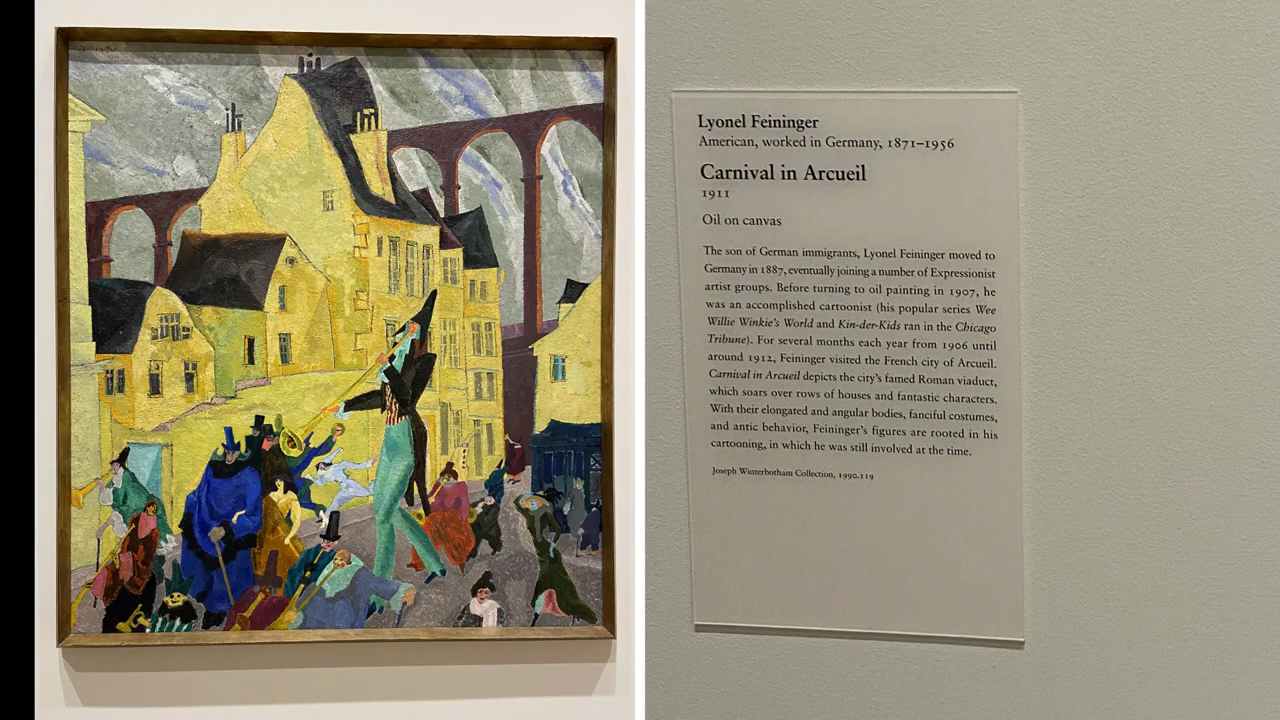 Lyonel Feininger
American, worked in Germany, 1871–1956
Carnival in Arcueil
1911
Oil on canvas
The son of German immigrants, Lyonel Feininger moved to
Germany in 1887, eventually joining a number of Expressionist
artist groups. Before turning to oil painting in 1907, he
was an accomplished cartoonist (his popular series Wee
Willie Winkie's World and Kin-der-Kids ran in the Chicago
Tribune). For several months each year from 1906 until
around 1912, Feininger visited the French city of Arcueil.
Carnival in Arcueil depicts the city's famed Roman viaduct,
which soars over rows of houses and fantastic characters.
With their elongated and angular bodies, fanciful costumes,
and antic behavior, Feininger's figures are rooted in his
cartooning, in which he was still involved at the time.
Joseph Winterbotham Collection, 1990.119